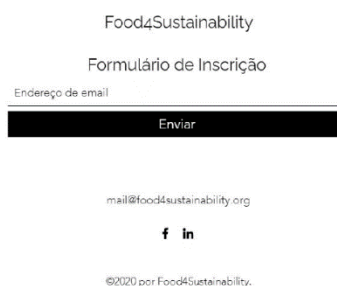 Food4Sustainability
Formulário de Inscrição
Endereço de email
Enviar
mail@food4sustainability.org
f in
©2020 por Food4Sustainability.